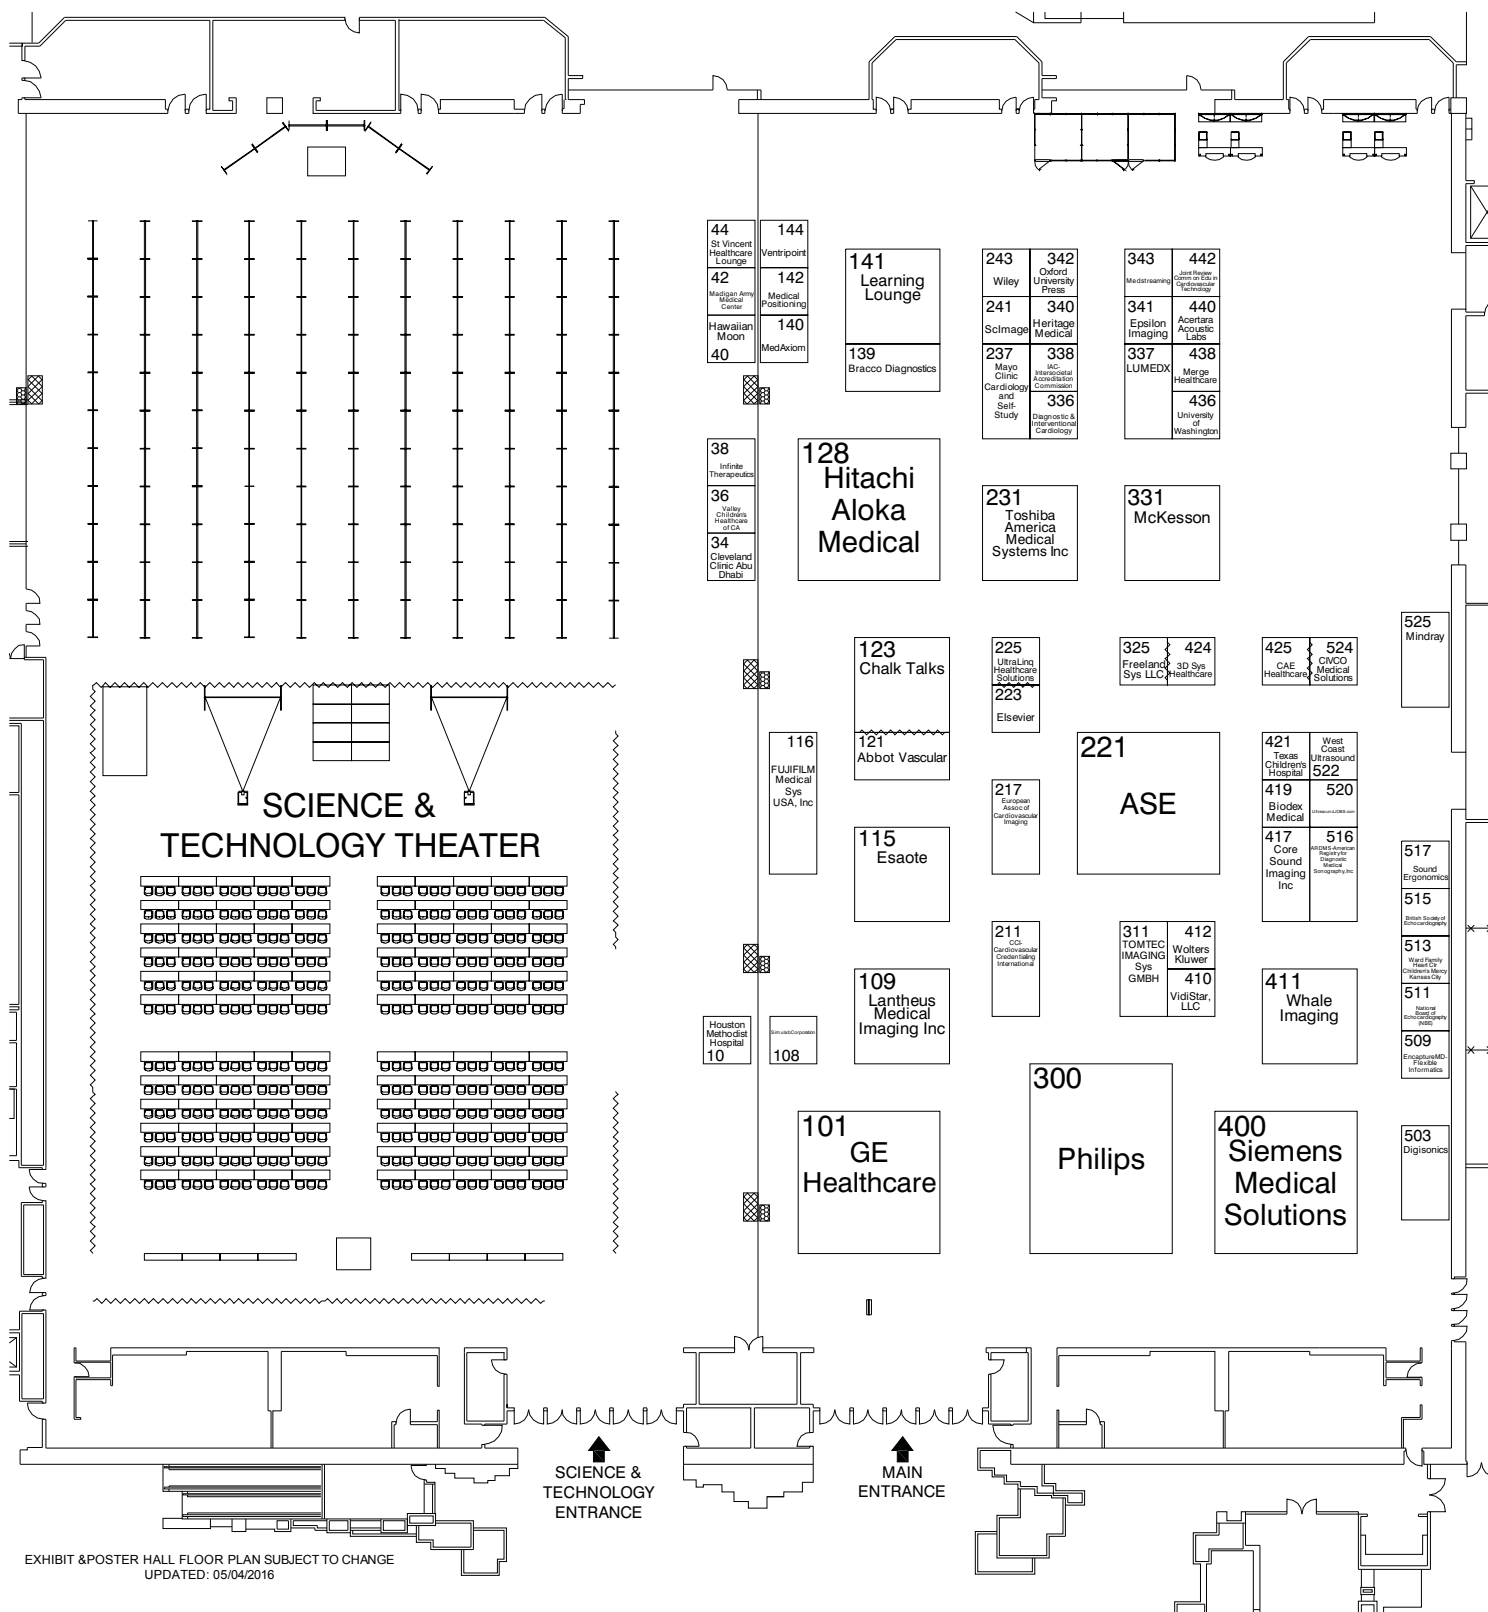 44
St Vincent
Healthcare
Lounge
144
Ventripoint
42
Madigan Army
Medical
Center
142
Medical
Positioning
Hawaiian
Moon
40
140
MedAxiom
141
Learning
Lounge
139
Bracco Diagnostics
243
Wiley
342
Oxford
University
Press
241
ScImage
340
Heritage
Medical
237
Mayo
Clinic
Cardiology
and
Self-
Study
338
IAC-
Intersocietal
Accreditation
Commission
336
Diagnostic &
Interventional
Cardiology
343
Medstreaming
442
Joint Review
Comm on Edu in
Cardiovascular
Technology
341
Epsilon
Imaging
440
Acertara
Acoustic
Labs
337
LUMEDX
438
Merge
Healthcare
436
University
of
Washington
38
Infinite
Therapeutics
36
Valley
Children's
Healthcare
of CA
34
Cleveland
Clinic Abu
Dhabi
128
Hitachi
Aloka
Medical
231
Toshiba
America
Medical
Systems Inc
331
McKesson
123
Chalk Talks
121
Abbot Vascular
225
UltraLinq
Healthcare
Solutions
223
Elsevier
325
Freeland
Sys LLC
424
3D Sys
Healthcare
425
CAE
Healthcare
524
CIVCO
Medical
Solutions
525
Mindray
116
FUJIFILM
Medical
Sys
USA, Inc
115
Esaote
217
European
Assoc of
Cardiovascular
Imaging
221
ASE
421
Texas
Children's
Hospital
West
Coast
Ultrasound
522
419
Biodex
Medical
520
UltrasoundJOBS.com
417
Core
Sound
Imaging
Inc
516
ARDMS-American
Registry for
Diagnostic
Medical
Sonography, Inc
SCIENCE &
TECHNOLOGY THEATER
517
Sound
Ergonomics
515
British Society of
Echocardiography
513
Ward Family
Heart Ctr
Children's Mercy
Kansas City
511
National
Board of
Echocardiography
(NBE)
509
EncaptureMD-
Flexible
Informatics
211
CCI-
Cardiovascular
Credentialing
International
311
TOMTEC
IMAGING
Sys
GMBH
412
Wolters
Kluwer
410
VidiStar,
LLC
411
Whale
Imaging
109
Lantheus
Medical
Imaging Inc
Houston
Methodist
Hospital
10
Simulab Corporation
108
101
GE
Healthcare
300
Philips
400
Siemens
Medical
Solutions
503
Digisonics
SCIENCE &
TECHNOLOGY
ENTRANCE
MAIN
ENTRANCE
EXHIBIT &POSTER HALL FLOOR PLAN SUBJECT TO CHANGE
UPDATED: 05/04/2016